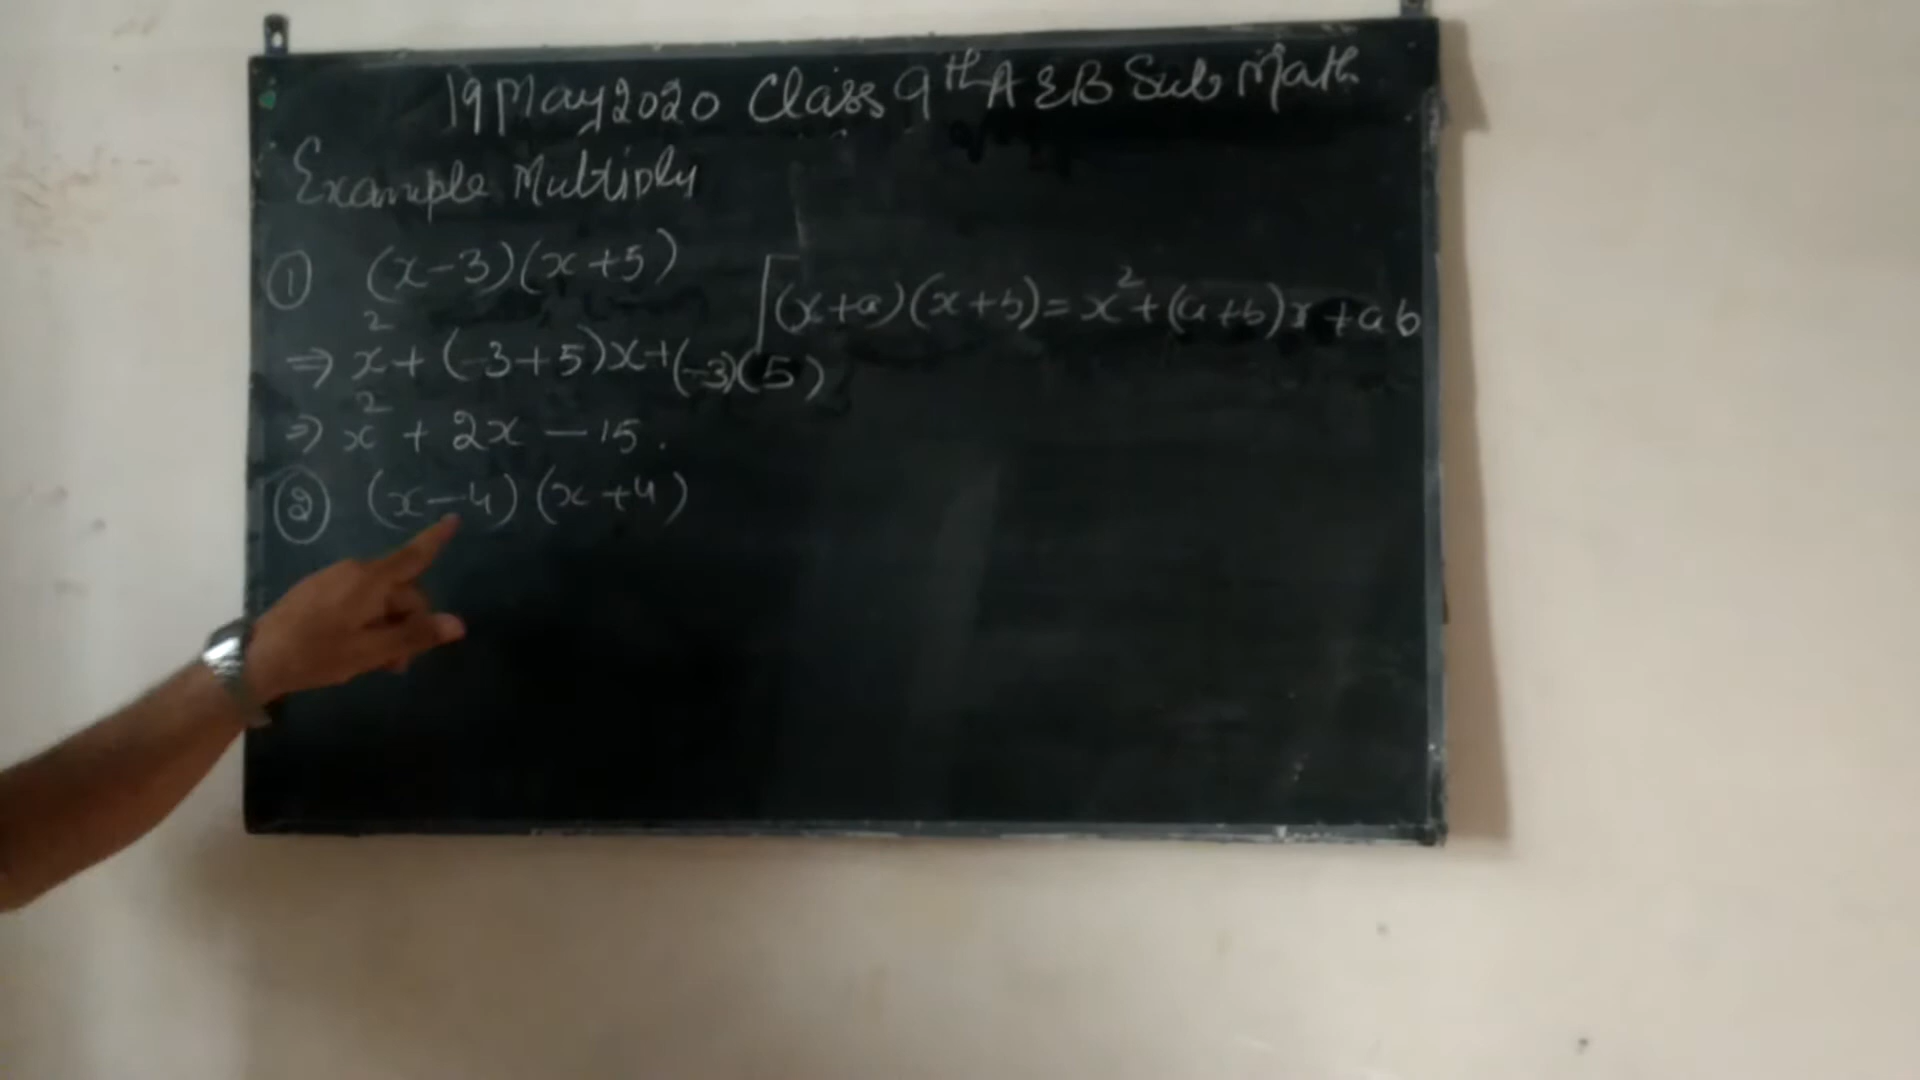 19 May 2020 Class 9th A & B Sub Math
Example Multiply
① (x-3)(x+5)
(x+a)(x+b)=x²+(a+b)x+ab
⇒ x²+(-3+5)x+(-3)(5)
⇒ x²+2x-15.
② (x-4)(x+4)